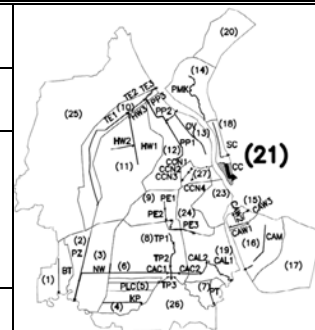 (20)
(14)
PMK
TE2 TE3
(25)
TE1
(10)
HW3
PP3
PP2
OV
(13)
(18)
HW2
HW1
PP1
SC
(21)
(12)
CC
(11)
CCN1
CCN2
CCN3
(27)
CCN4
(23)
(9)
PE1
(15)
CAW3
PE2
(24)
PE3
CAW1
(2)
PZ
(8)
TP1
(16)
CAM
(3)
NW
TP2
CAL2
(19)
CAL1
(17)
(1)
BT
(6)
CAC1
CAC2
PLC(5)
TP3
(7)
PT
KP
(4)
(26)